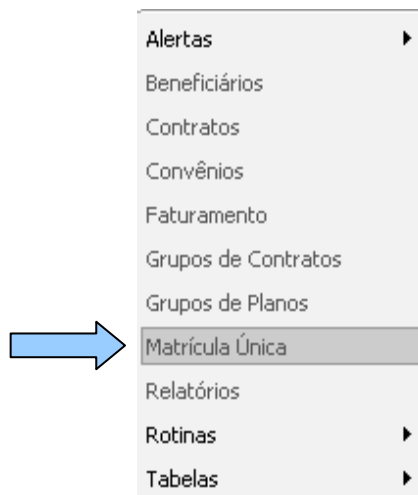 Alertas
Beneficiários
Contratos
Convênios
Faturamento
Grupos de Contratos
Grupos de Planos
Matrícula Única
Relatórios
Rotinas
Tabelas